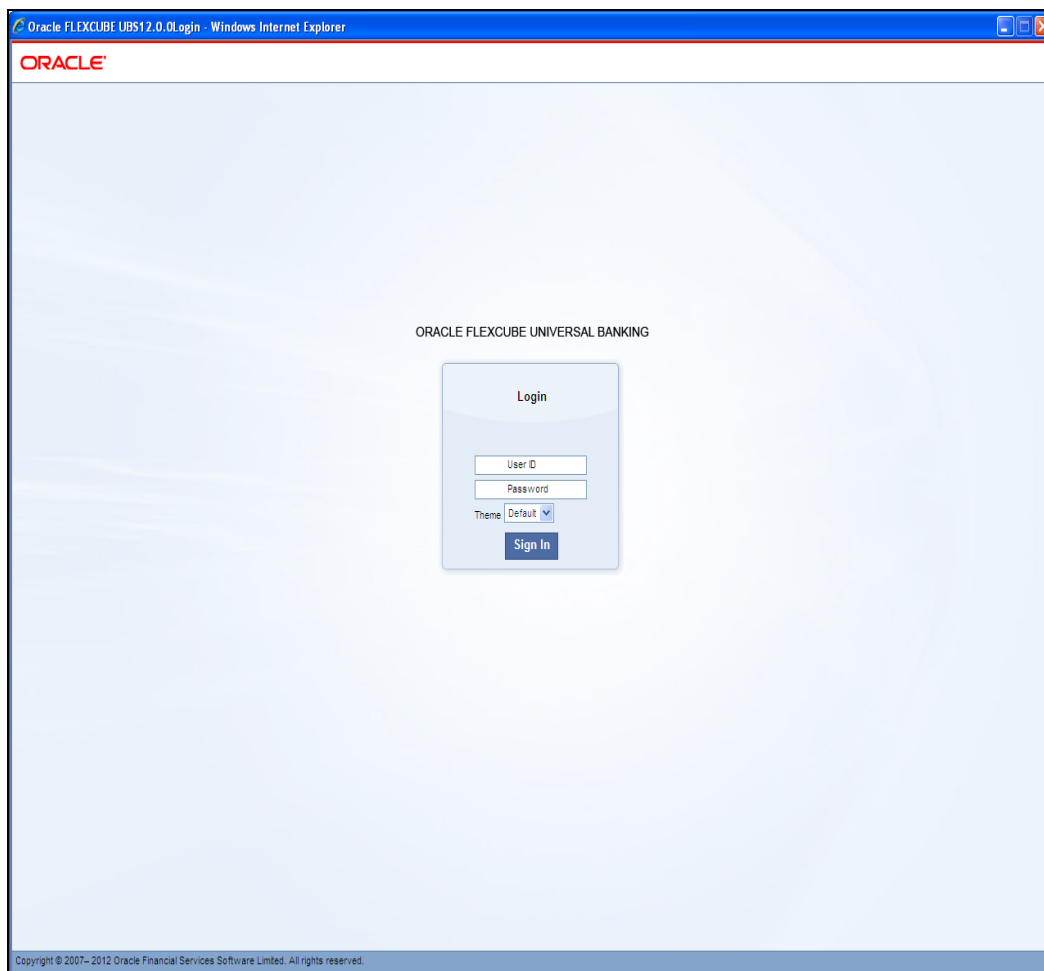 Oracle FLEXCUBE UBS12.0.0Login - Windows Internet Explorer
ORACLE'
ORACLE FLEXCUBE UNIVERSAL BANKING
Login
User ID
Password
Theme Default
Sign In
Copyright © 2007– 2012 Oracle Financial Services Software Limited. All rights reserved.